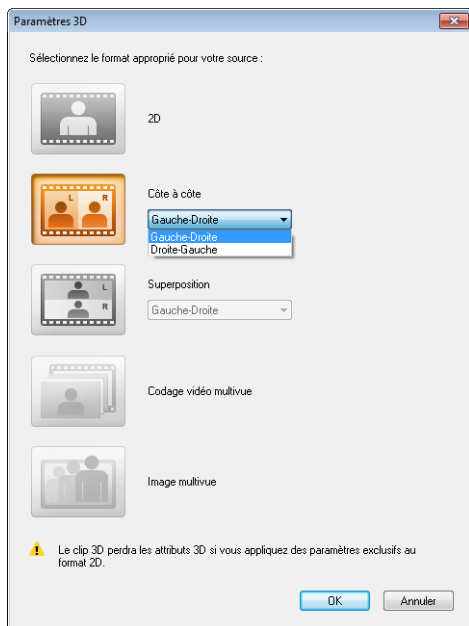 Paramètres 3D
Sélectionnez le format approprié pour votre source :
2D
L R
Côte à côte
Gauche-Droite
Gauche-Droite
Droite-Gauche
L
R
Superposition
Gauche-Droite
Codage vidéo multivue
Image multivue
Le clip 3D perdra les attributs 3D si vous appliquez des paramètres exclusifs au
format 2D.
OK Annuler